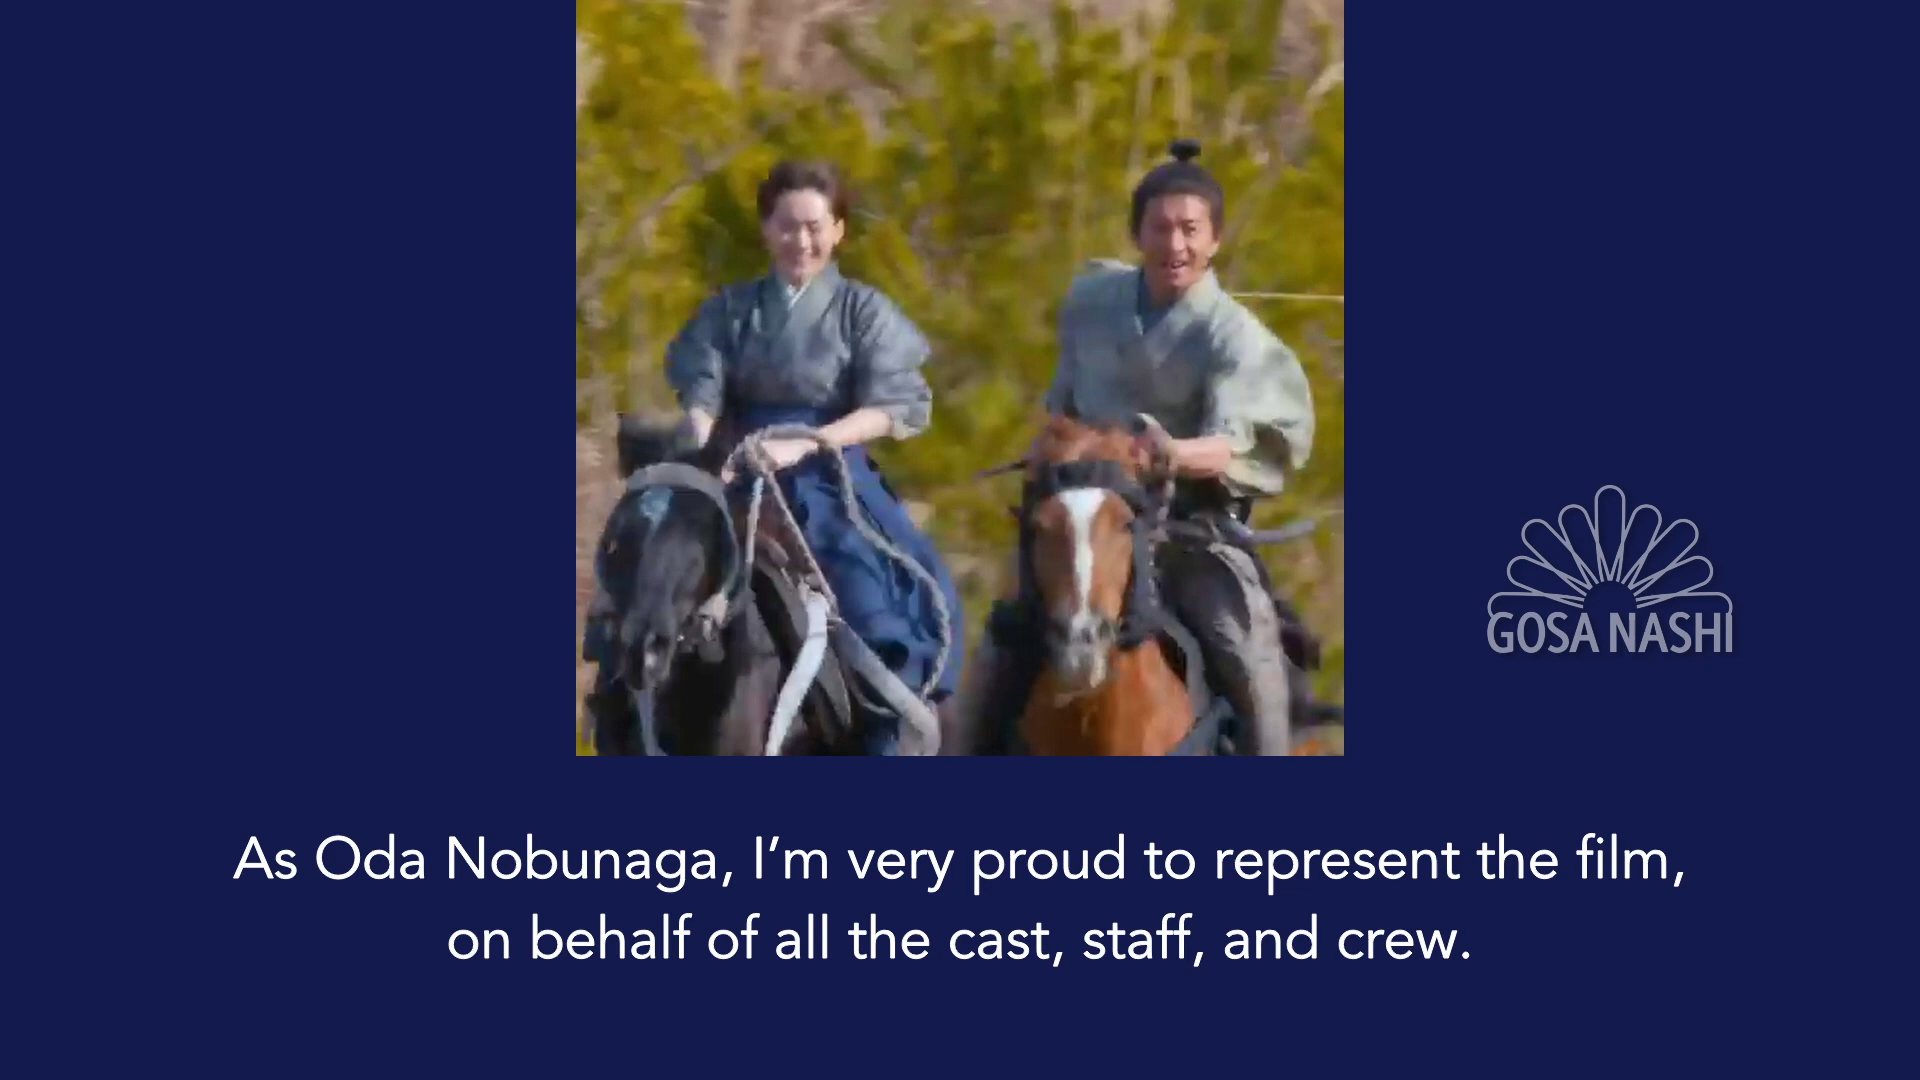 GOSA NASHI
As Oda Nobunaga, I’m very proud to represent the film,
on behalf of all the cast, staff, and crew.